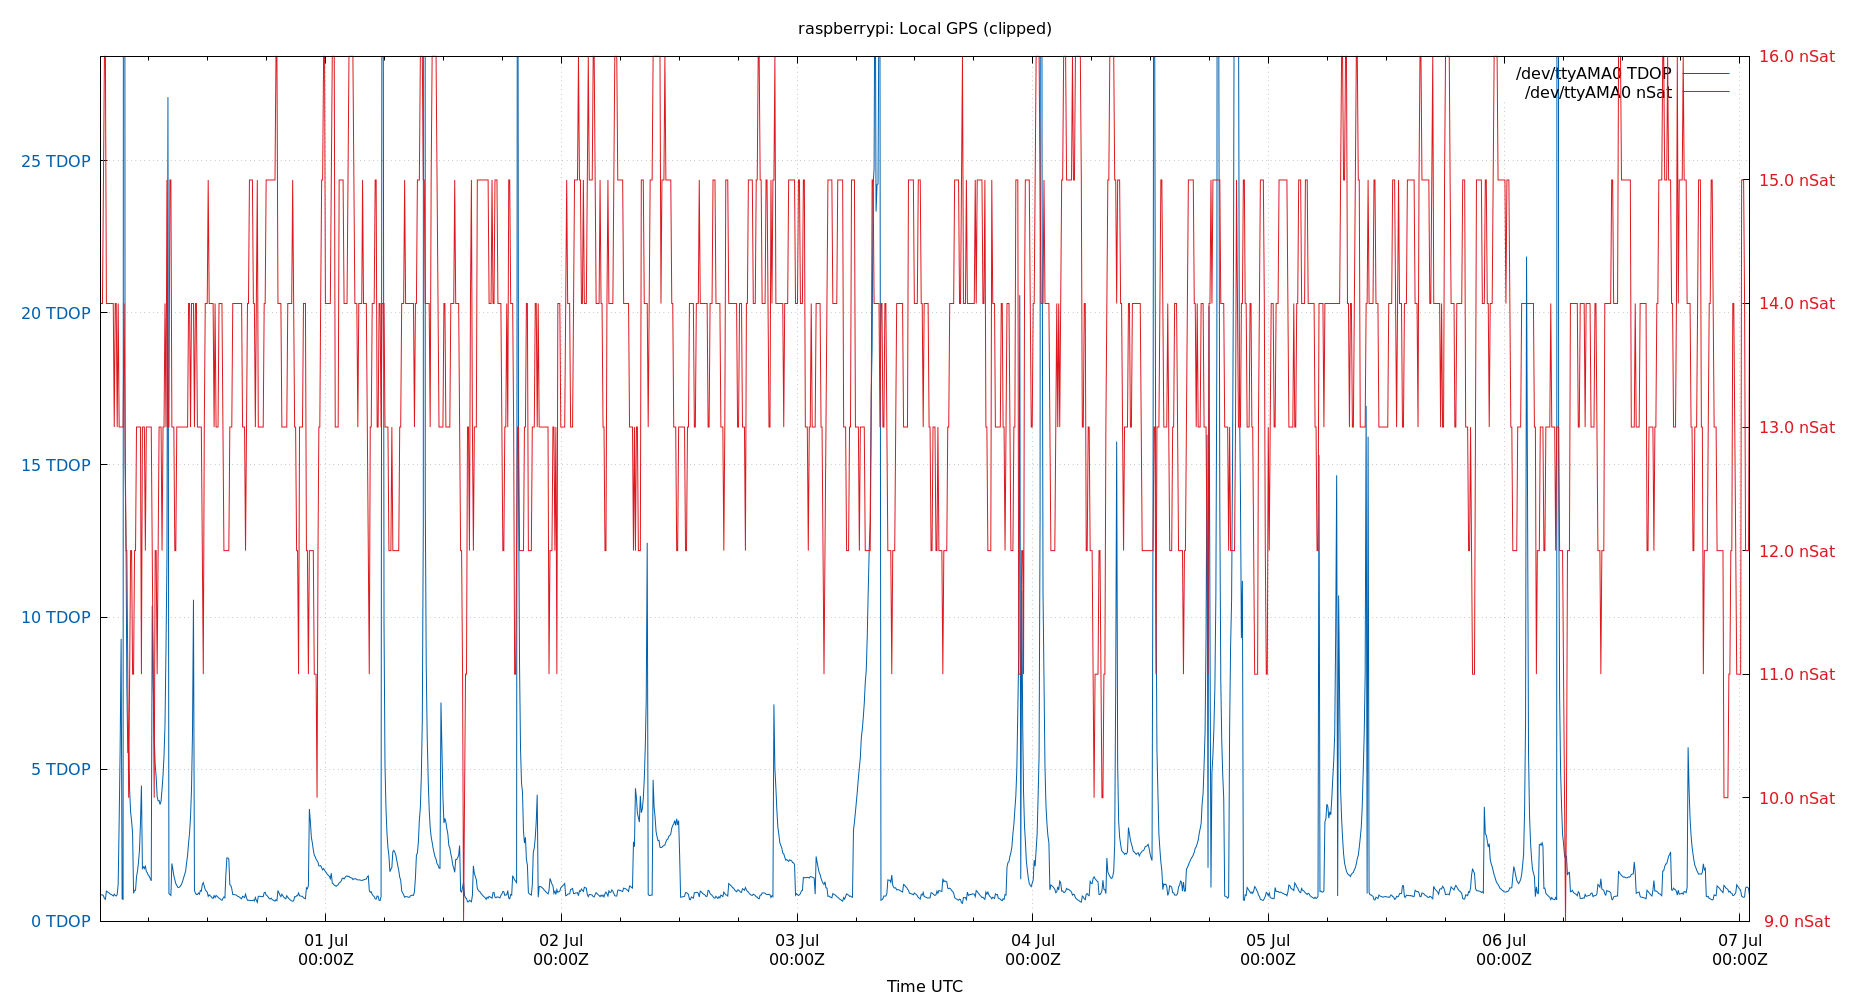 raspberrypi: Local GPS (clipped)
16.0 nSat
/dev/ttyAMA0 TDOP
/dev/ttyAMA0 nSat
25 TDOP
15.0 nSat
20 TDOP
14.0 nSat
13.0 nSat
15 TDOP
12.0 nSat
10 TDOP
11.0 nSat
5 TDOP
10.0 nSat
0 TDOP
9.0 nSat
01 Jul 02 Jul 03 Jul 04 Jul 05 Jul 06 Jul 07 Jul
00:00Z 00:00Z 00:00Z 00:00Z 00:00Z 00:00Z 00:00Z
Time UTC